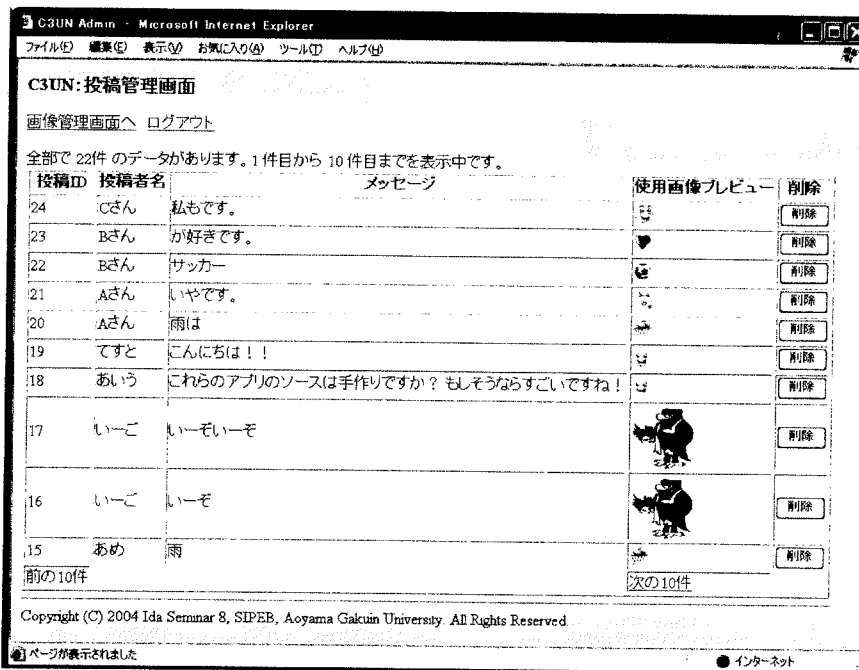 C3UN Admin - Microsoft Internet Explorer
ファイル(F) 編集(E) 表示(V) お気に入り(A) ツール(T) ヘルプ(H)
C3UN:投稿管理画面
画像管理画面へ ログアウト
全部で 22件 のデータがあります。1件目から 10件目までを表示中です。
投稿ID 投稿者名 メッセージ 使用画像プレビュー 削除
24 Cさん 私もです。 削除
23 Bさん が好きです。 削除
22 Bさん サッカー 削除
21 Aさん いやです。 削除
20 Aさん 雨は 削除
19 てすと こんにちは!! 削除
18 あいう これらのアプリのソースは手作りですか? もしそうならすごいですね! 削除
17 いーご いーぞいーぞ 削除
16 いーご いーぞ 削除
15 あめ 雨 削除
前の10件 次の10件
Copyright (C) 2004 Ida Seminar 8, SIPEB, Aoyama Gakuin University. All Rights Reserved.
ページが表示されました インターネット